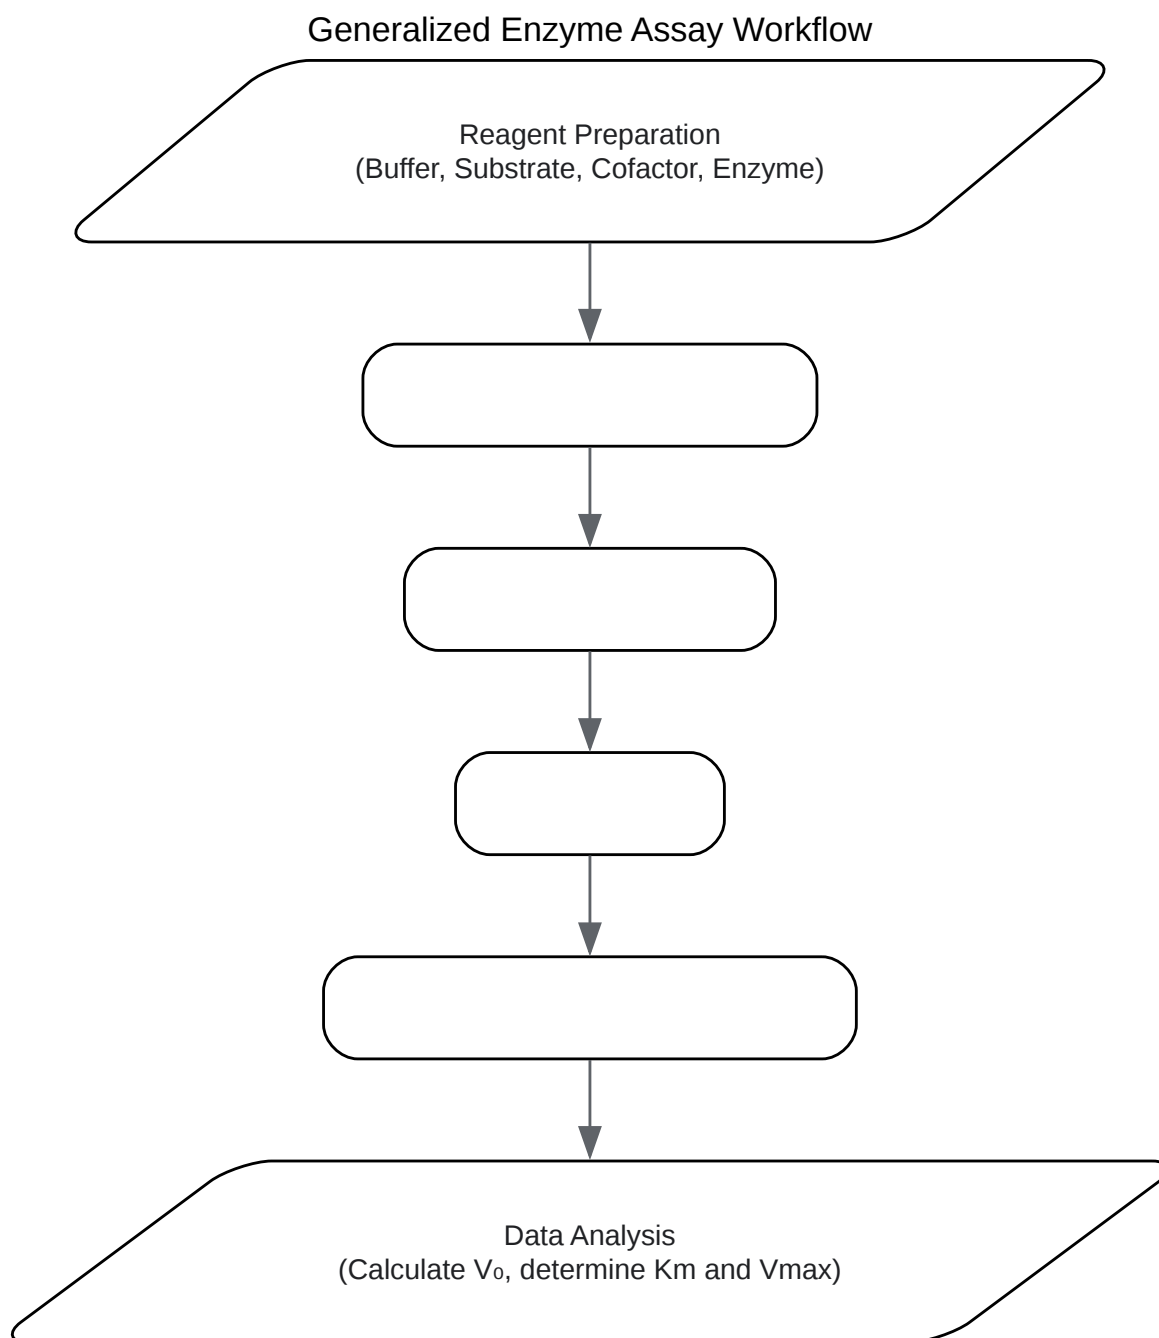 Generalized Enzyme Assay Workflow
Reagent Preparation
(Buffer, Substrate, Cofactor, Enzyme)
Data Analysis
(Calculate V₀, determine Km and Vmax)